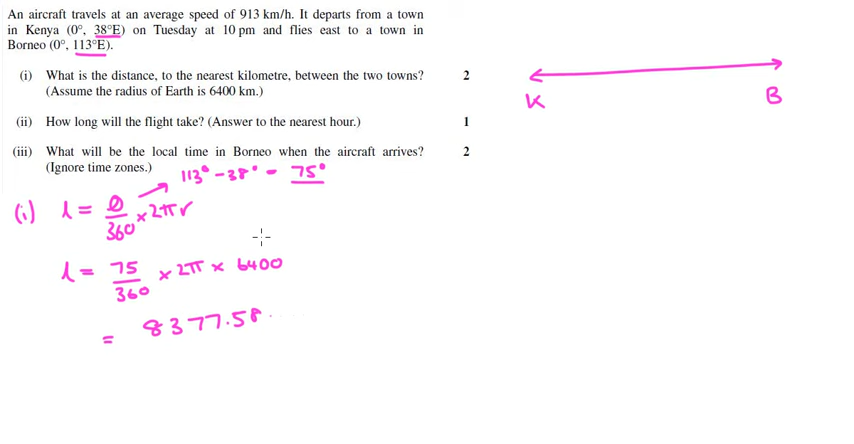 An aircraft travels at an average speed of 913 km/h. It departs from a town
in Kenya (0°, 38°E) on Tuesday at 10 pm and flies east to a town in
Borneo (0°, 113°E).
(i) What is the distance, to the nearest kilometre, between the two towns? 2
(Assume the radius of Earth is 6400 km.)
(ii) How long will the flight take? (Answer to the nearest hour.) 1
(iii) What will be the local time in Borneo when the aircraft arrives? 2
(Ignore time zones.)
K B
113° - 38° = 75°
(i) l = θ/360 × 2πr
l = 75/360 × 2π × 6400
= 8377.58...